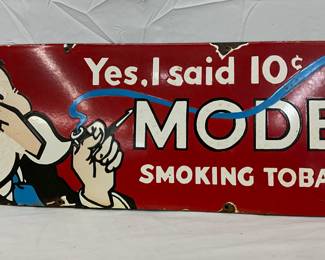 Yes, I said 10¢
MODE
SMOKING TOBA